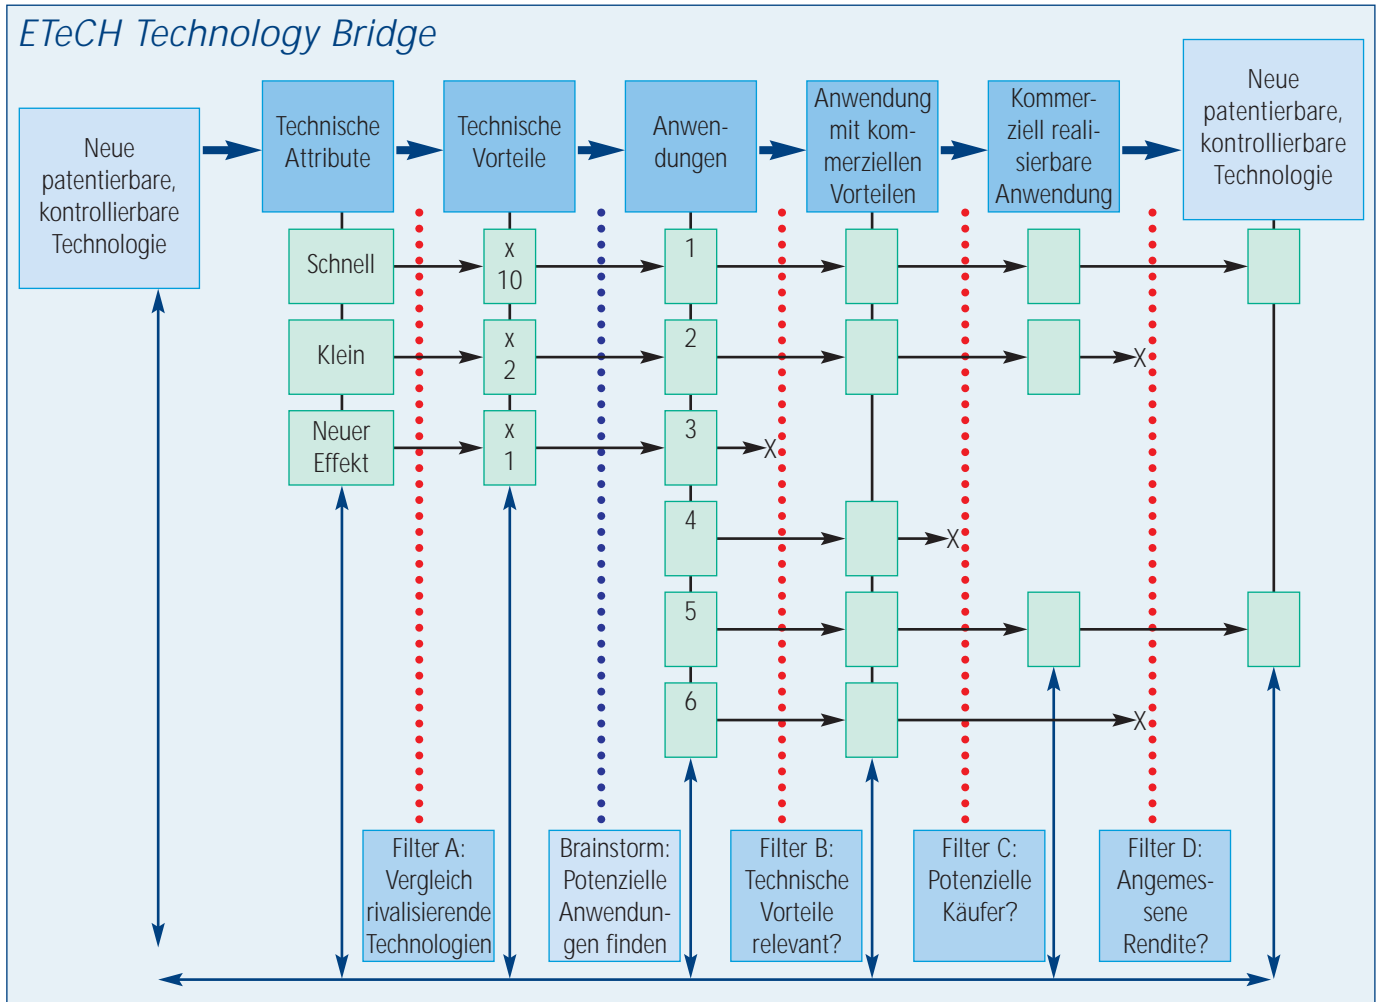 ETeCH Technology Bridge
Neue
patentierbare,
kontrollierbare
Technologie
Technische
Attribute
Technische
Vorteile
Anwen-
dungen
Anwendung
mit kom-
merziellen
Vorteilen
Kommer-
ziell reali-
sierbare
Anwendung
Neue
patentierbare,
kontrollierbare
Technologie
Schnell
x
10
1
Klein
x
2
2
X
Neuer
Effekt
x
1
3
X
4
X
5
6
X
Filter A:
Vergleich
rivalisierende
Technologien
Brainstorm:
Potenzielle
Anwendun-
gen finden
Filter B:
Technische
Vorteile
relevant?
Filter C:
Potenzielle
Käufer?
Filter D:
Angemes-
sene
Rendite?